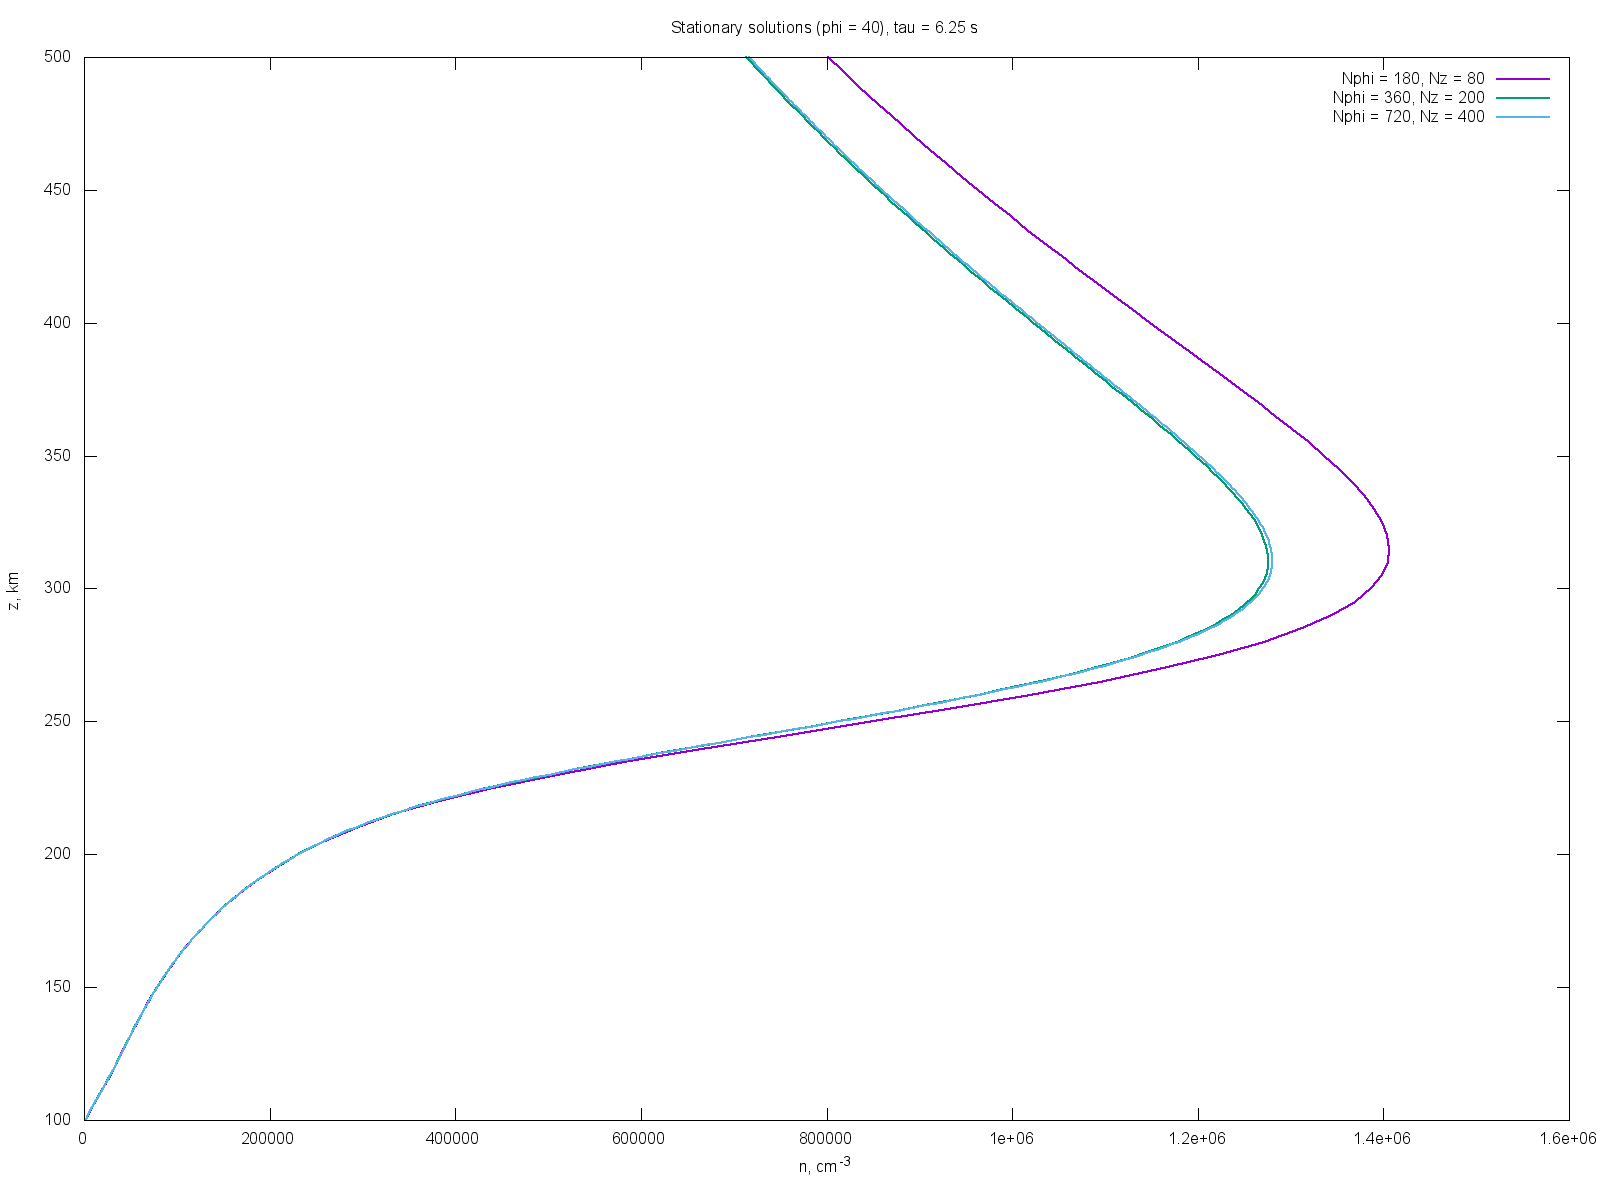 Stationary solutions (phi = 40), tau = 6.25 s
Nphi = 180, Nz = 80
Nphi = 360, Nz = 200
Nphi = 720, Nz = 400
500
450
400
350
300
250
200
150
100
z, km
0 200000 400000 600000 800000 1e+06 1.2e+06 1.4e+06 1.6e+06
n, cm⁻³